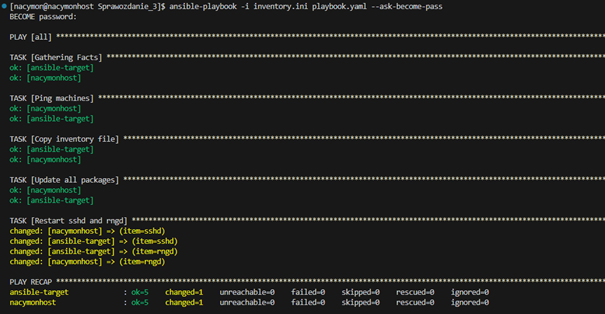 [nacymon@nacymonhost Sprawozdanie_3]$ ansible-playbook -i inventory.ini playbook.yaml --ask-become-pass
BECOME password:
PLAY [all] ****************************************************************************************************
TASK [Gathering Facts] ****************************************************************************************
ok: [ansible-target]
ok: [nacymonhost]
TASK [Ping machines] ******************************************************************************************
ok: [nacymonhost]
ok: [ansible-target]
TASK [Copy inventory file] ************************************************************************************
ok: [ansible-target]
ok: [nacymonhost]
TASK [Update all packages] ************************************************************************************
ok: [nacymonhost]
ok: [ansible-target]
TASK [Restart sshd and rngd] **********************************************************************************
changed: [nacymonhost] => (item=sshd)
changed: [ansible-target] => (item=sshd)
changed: [ansible-target] => (item=rngd)
changed: [nacymonhost] => (item=rngd)
PLAY RECAP ****************************************************************************************************
ansible-target : ok=5 changed=1 unreachable=0 failed=0 skipped=0 rescued=0 ignored=0
nacymonhost : ok=5 changed=1 unreachable=0 failed=0 skipped=0 rescued=0 ignored=0